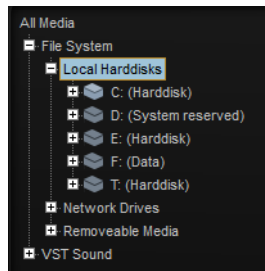 All Media
File System
Local Harddisks
C: (Harddisk)
D: (System reserved)
E: (Harddisk)
F: (Data)
T: (Harddisk)
Network Drives
Removeable Media
VST Sound